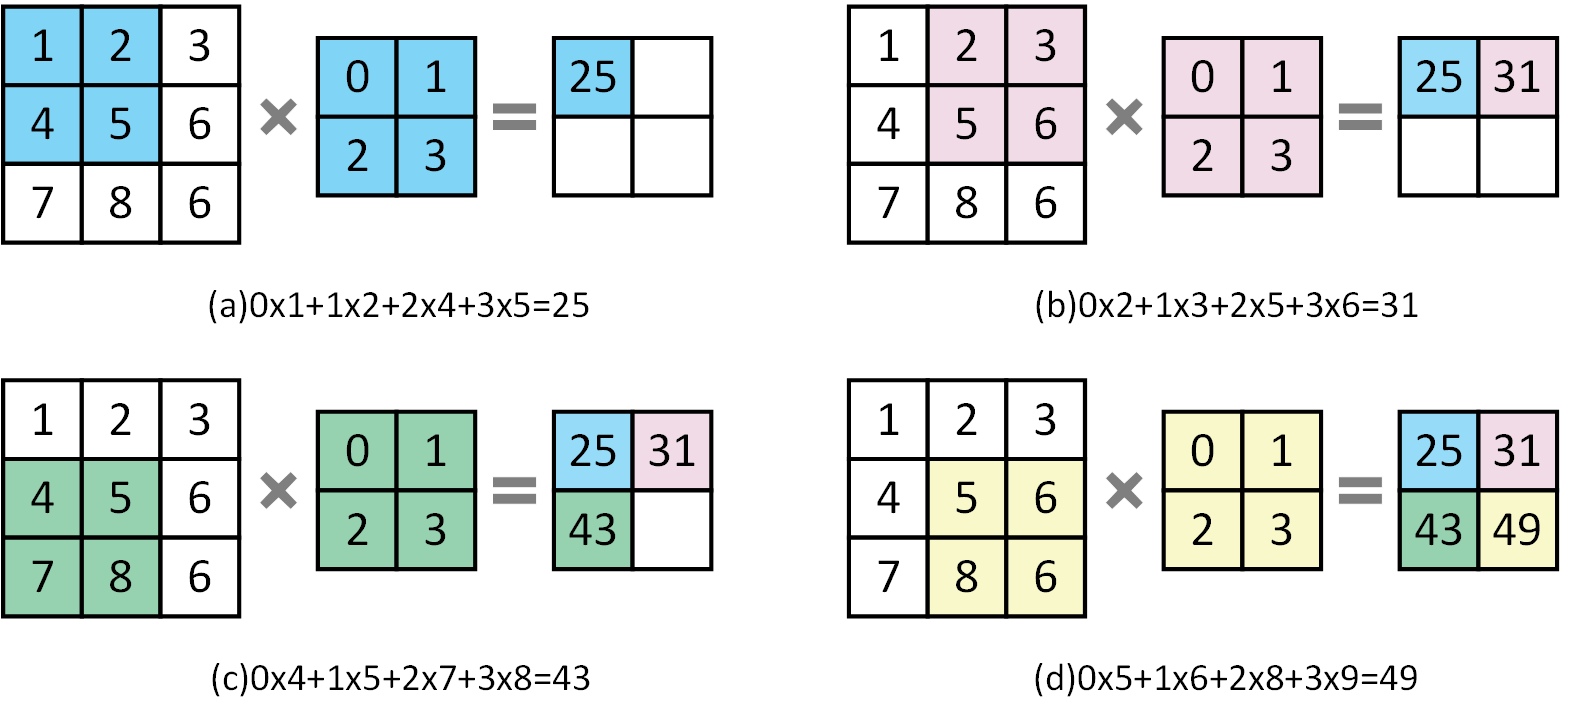 1 2 3
4 5 6
7 8 6
×
0 1
2 3
=
25
(a)0x1+1x2+2x4+3x5=25
1 2 3
4 5 6
7 8 6
×
0 1
2 3
=
25 31
(b)0x2+1x3+2x5+3x6=31
1 2 3
4 5 6
7 8 6
×
0 1
2 3
=
25 31
43
(c)0x4+1x5+2x7+3x8=43
1 2 3
4 5 6
7 8 6
×
0 1
2 3
=
25 31
43 49
(d)0x5+1x6+2x8+3x9=49